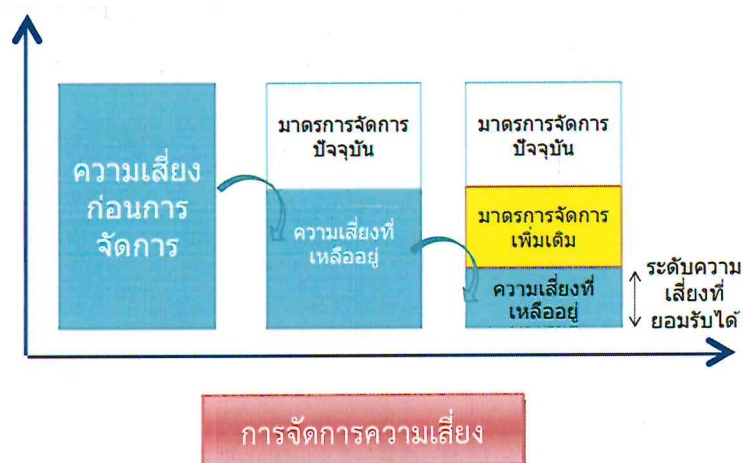 ความเสี่ยง
ก่อนการ
จัดการ
มาตรการจัดการ
ปัจจุบัน
ความเสี่ยงที่
เหลืออยู่
มาตรการจัดการ
ปัจจุบัน
มาตรการจัดการ
เพิ่มเติม
ความเสี่ยงที่
เหลืออยู่
ระดับความ
เสี่ยงที่
ยอมรับได้
การจัดการความเสี่ยง